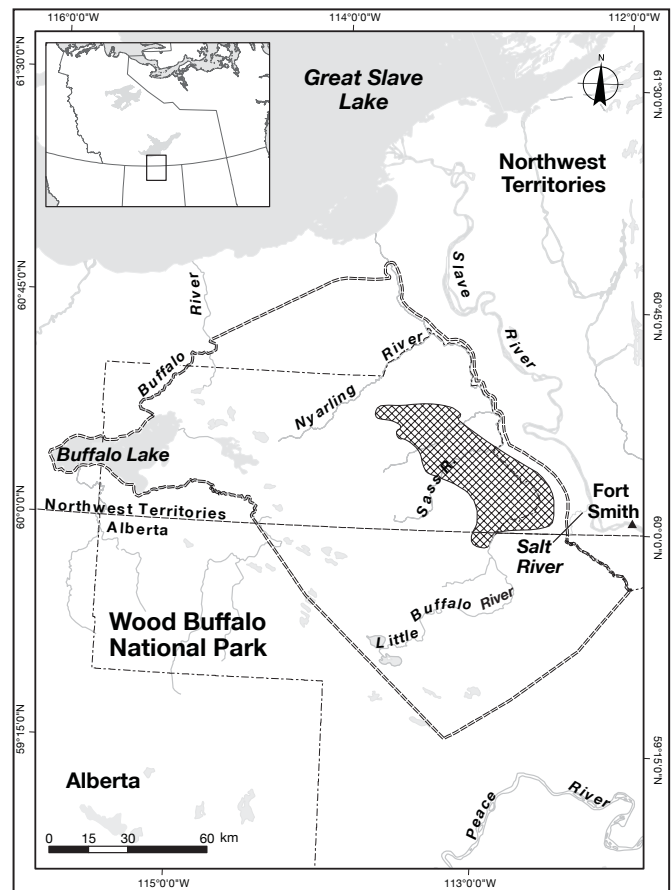 116°0'0"W
114°0'0"W
112°0'0"W
61°30'0"N
61°30'0"N
Great Slave
Lake
N
Northwest
Territories
Slave
River
60°45'0"N
60°45'0"N
River
Buffalo
Nyarling
River
Buffalo Lake
Sass R.
Fort
Smith
Northwest Territories
Alberta
60°0'0"N
60°0'0"N
Salt
River
Wood Buffalo
National Park
Little
Buffalo
River
59°15'0"N
59°15'0"N
Alberta
Peace
River
0 15 30 60 km
115°0'0"W
113°0'0"W